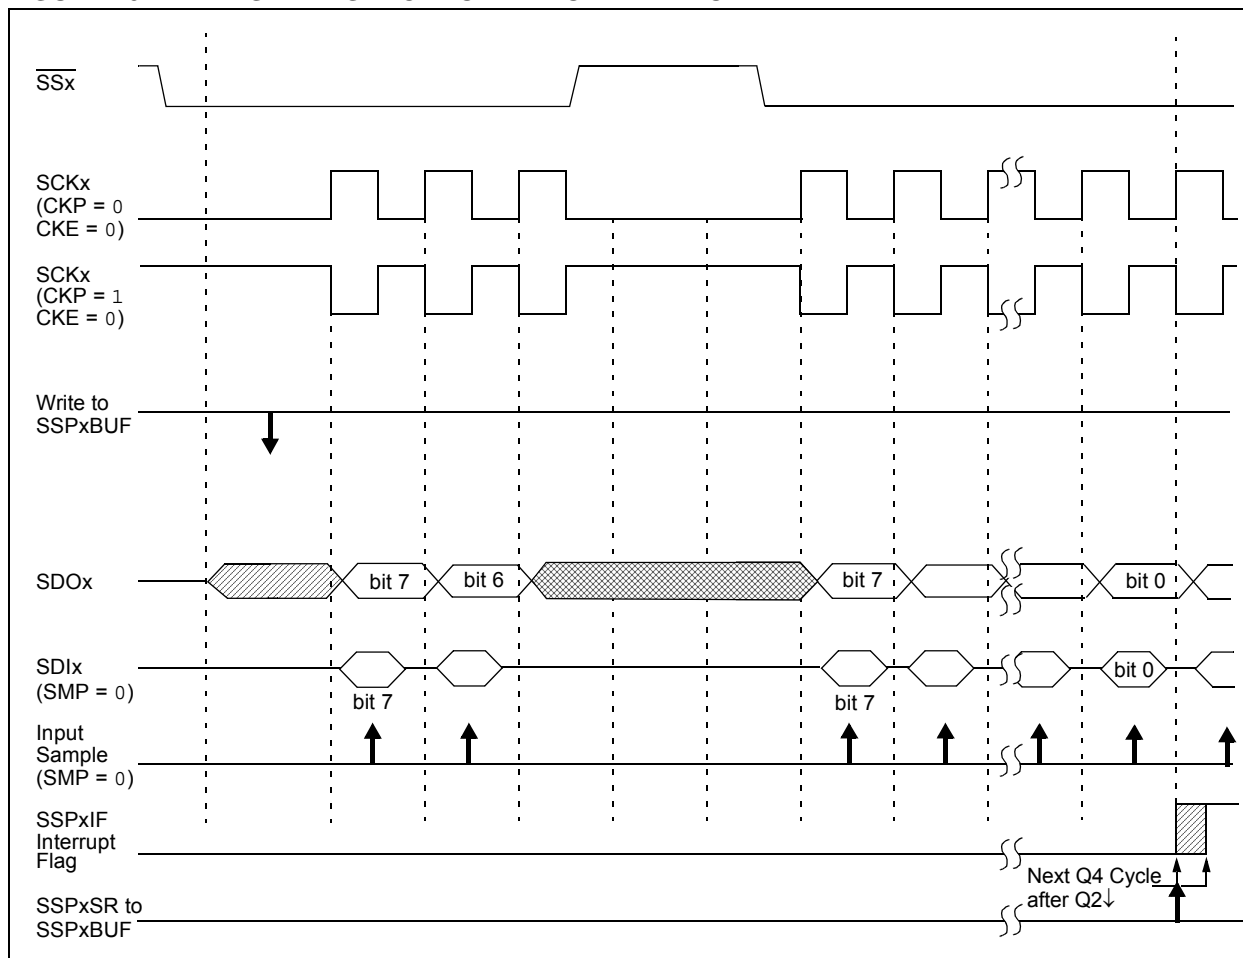 SSx
SCKx
(CKP = 0
CKE = 0)
SCKx
(CKP = 1
CKE = 0)
Write to
SSPxBUF
SDOx
bit 7
bit 6
bit 7
bit 0
SDIx
(SMP = 0)
bit 7
bit 7
bit 0
Input
Sample
(SMP = 0)
SSPxIF
Interrupt
Flag
Next Q4 Cycle
after Q2↓
SSPxSR to
SSPxBUF